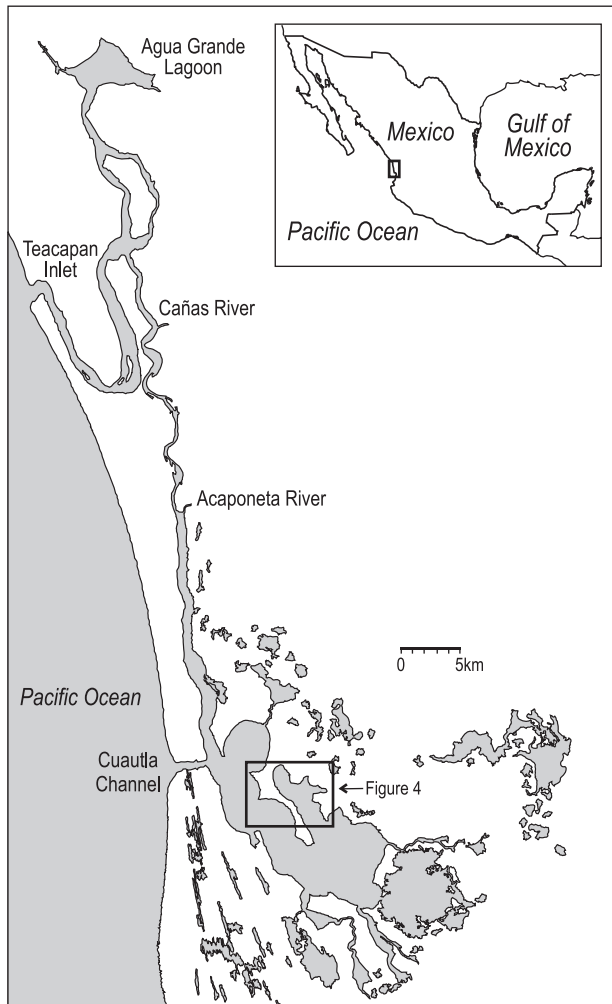 Agua Grande
Lagoon
Mexico
Gulf of
Mexico
Pacific Ocean
Teacapan
Inlet
Cañas River
Acaponeta River
0 5km
Pacific Ocean
Cuautla
Channel
Figure 4